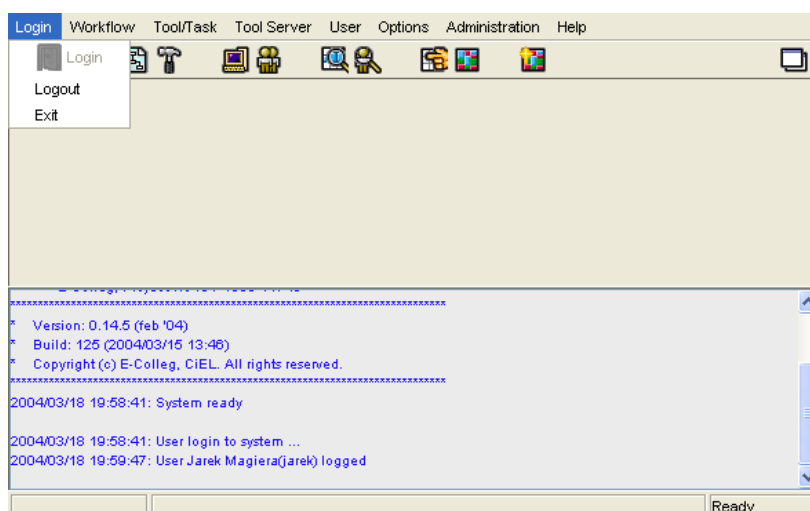 Login Workflow Tool/Task Tool Server User Options Administration Help
Login
Logout
Exit
********************************************************************************
* Version: 0.14.5 (feb '04)
* Build: 125 (2004/03/15 13:46)
* Copyright (c) E-Colleg, CiEL. All rights reserved.
********************************************************************************
2004/03/18 19:58:41: System ready
2004/03/18 19:58:41: User login to system ...
2004/03/18 19:59:47: User Jarek Magiera(jarek) logged
Ready